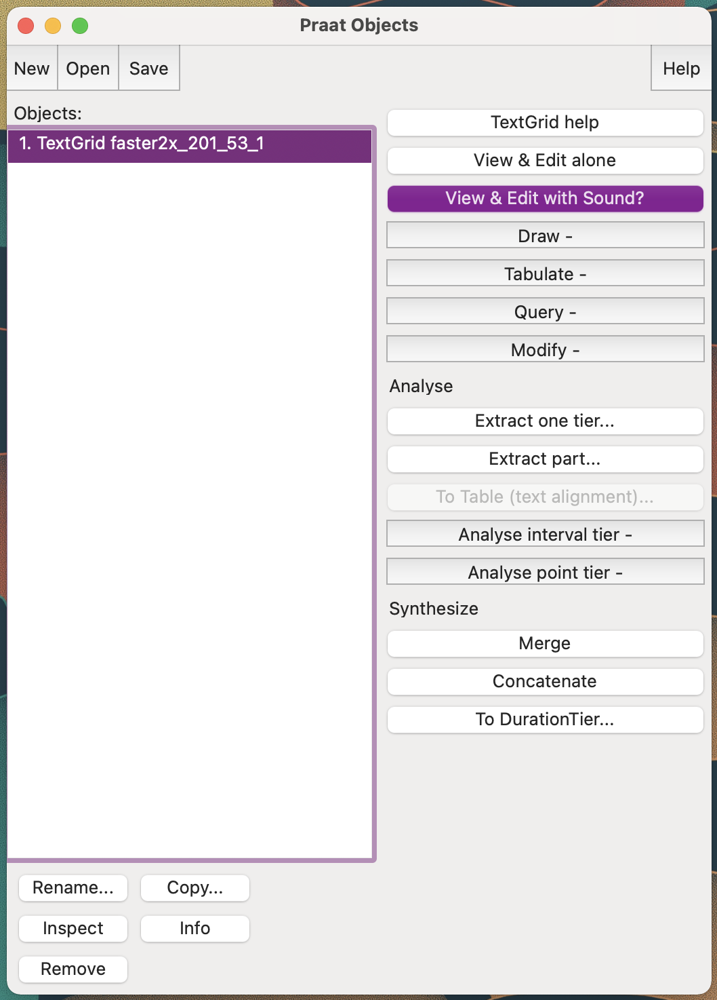 Praat Objects
New
Open
Save
Help
Objects:
1. TextGrid faster2x_201_53_1
TextGrid help
View & Edit alone
View & Edit with Sound?
Draw -
Tabulate -
Query -
Modify -
Analyse
Extract one tier...
Extract part...
To Table (text alignment)...
Analyse interval tier -
Analyse point tier -
Synthesize
Merge
Concatenate
To DurationTier...
Rename...
Copy...
Inspect
Info
Remove